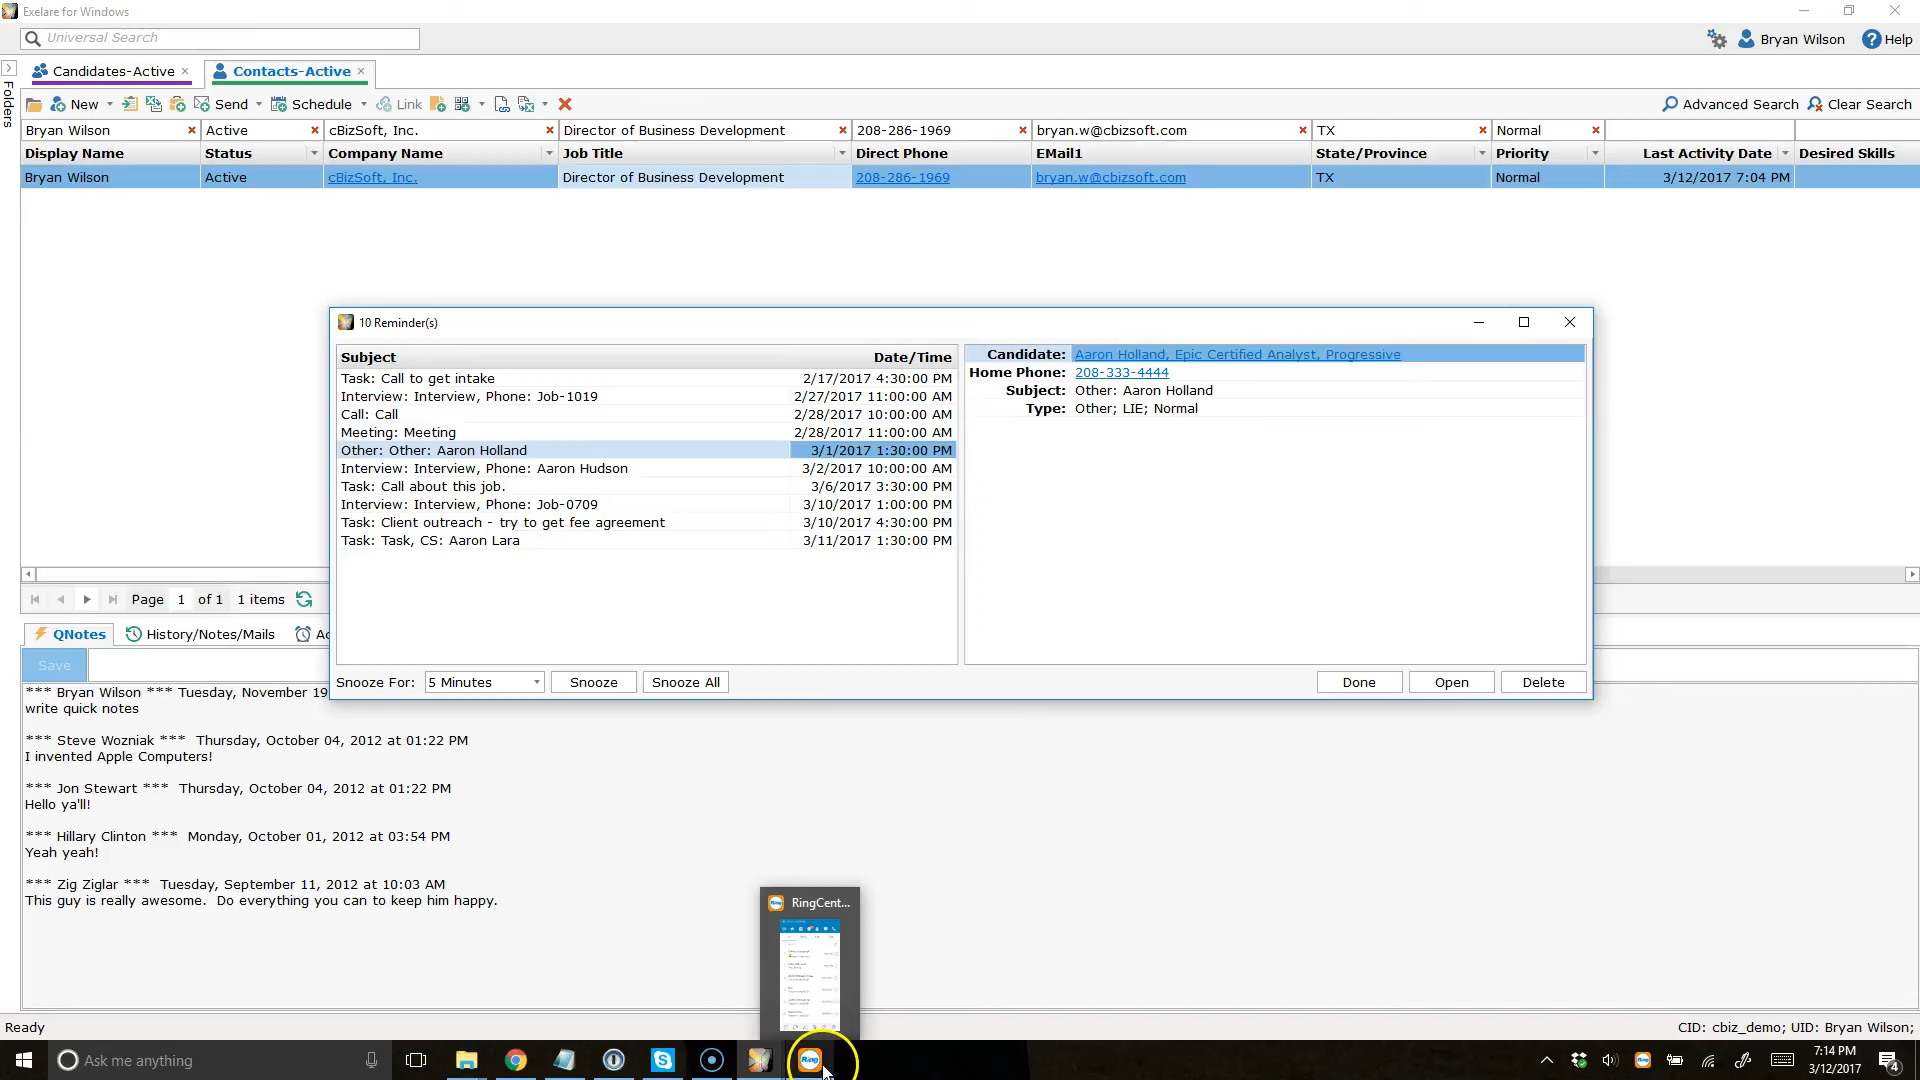 Exelare for Windows
Universal Search
Bryan Wilson
Help
Folders
Candidates-Active
Contacts-Active
New
Send
Schedule
Link
Advanced Search
Clear Search
Bryan Wilson Active cBizSoft, Inc. Director of Business Development 208-286-1969 bryan.w@cbizsoft.com TX Normal
Display Name Status Company Name Job Title Direct Phone EMail1 State/Province Priority Last Activity Date Desired Skills
Bryan Wilson Active cBizSoft, Inc. Director of Business Development 208-286-1969 bryan.w@cbizsoft.com TX Normal 3/12/2017 7:04 PM
10 Reminder(s)
Subject Date/Time
Task: Call to get intake 2/17/2017 4:30:00 PM
Interview: Interview, Phone: Job-1019 2/27/2017 11:00:00 AM
Call: Call 2/28/2017 10:00:00 AM
Meeting: Meeting 2/28/2017 11:00:00 AM
Other: Other: Aaron Holland 3/1/2017 1:30:00 PM
Interview: Interview, Phone: Aaron Hudson 3/2/2017 10:00:00 AM
Task: Call about this job. 3/6/2017 3:30:00 PM
Interview: Interview, Phone: Job-0709 3/10/2017 1:00:00 PM
Task: Client outreach - try to get fee agreement 3/10/2017 4:30:00 PM
Task: Task, CS: Aaron Lara 3/11/2017 1:30:00 PM
Candidate: Aaron Holland, Epic Certified Analyst, Progressive
Home Phone: 208-333-4444
Subject: Other: Aaron Holland
Type: Other; LIE; Normal
Snooze For: 5 Minutes Snooze Snooze All Done Open Delete
Page 1 of 1 1 items
QNotes History/Notes/Mails Ac
Save
*** Bryan Wilson *** Tuesday, November 19
write quick notes
*** Steve Wozniak *** Thursday, October 04, 2012 at 01:22 PM
I invented Apple Computers!
*** Jon Stewart *** Thursday, October 04, 2012 at 01:22 PM
Hello ya'll!
*** Hillary Clinton *** Monday, October 01, 2012 at 03:54 PM
Yeah yeah!
*** Zig Ziglar *** Tuesday, September 11, 2012 at 10:03 AM
This guy is really awesome. Do everything you can to keep him happy.
RingCent...
Ready
CID: cbiz_demo; UID: Bryan Wilson;
Ask me anything
Ring
7:14 PM
3/12/2017
4